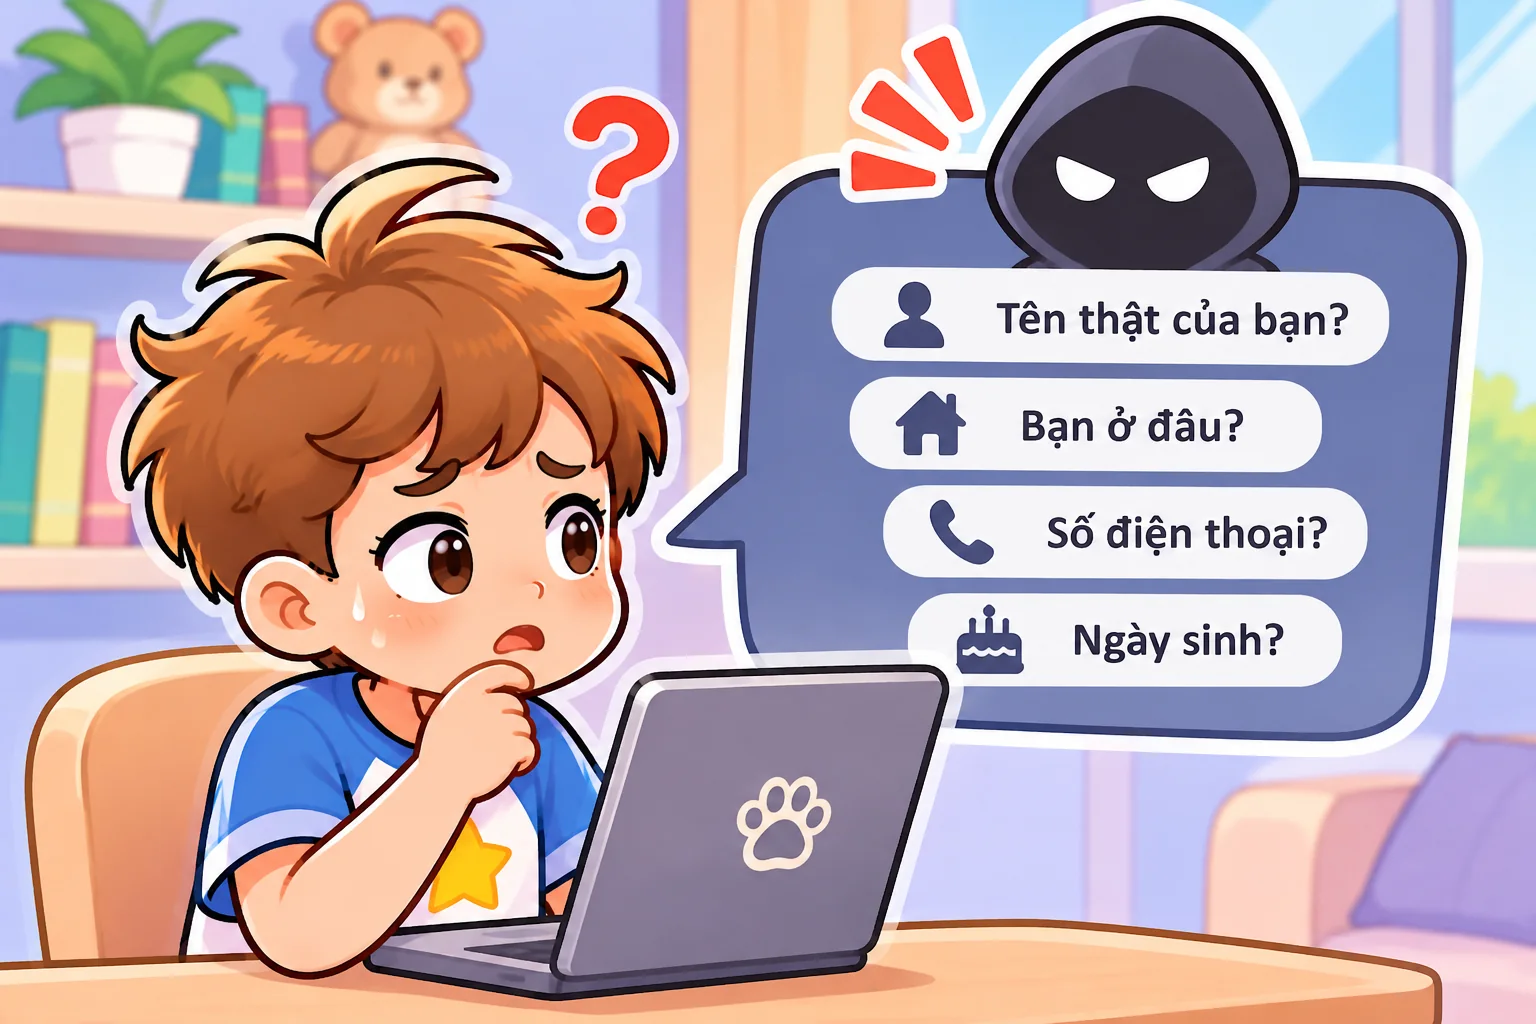 ?
Tên thật của bạn?
Bạn ở đâu?
Số điện thoại?
Ngày sinh?